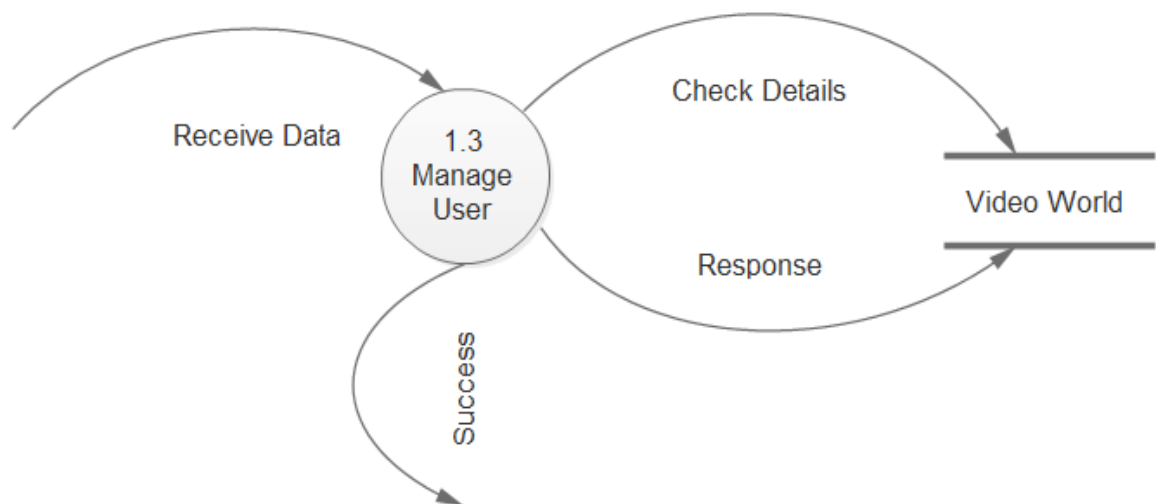 Receive Data
1.3
Manage
User
Check Details
Video World
Response
Success